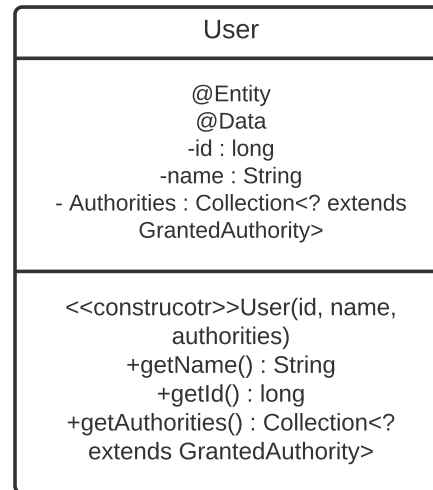 User
@Entity
@Data
-id : long
-name : String
- Authorities : Collection<? extends
GrantedAuthority>
<<construcotr>>User(id, name,
authorities)
+getName() : String
+getId() : long
+getAuthorities() : Collection<?
extends GrantedAuthority>